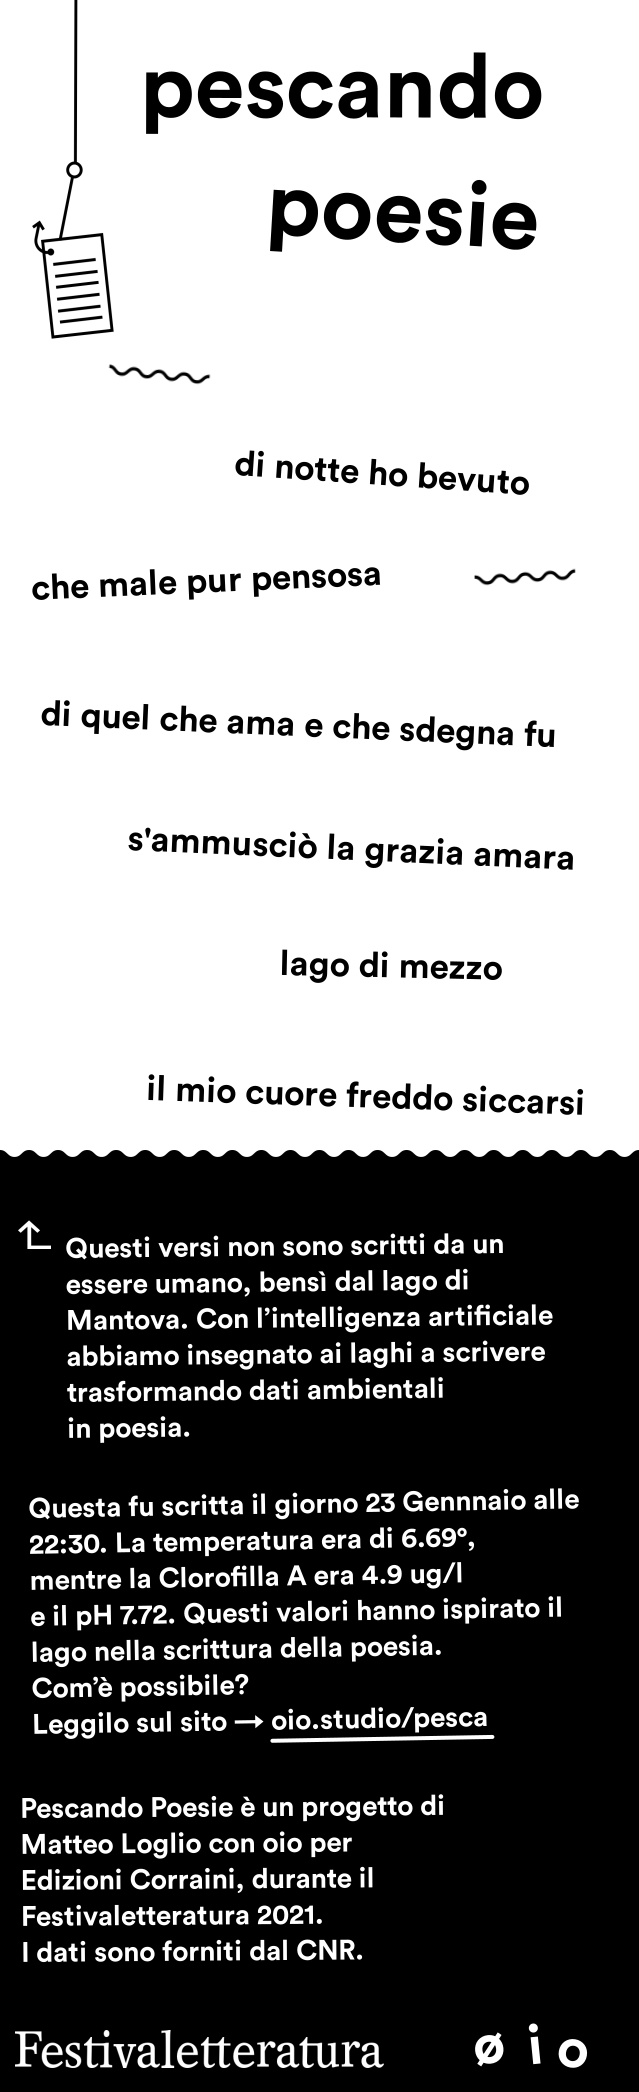 pescando
poesie
di notte ho bevuto
che male pur pensosa
di quel che ama e che sdegna fu
s'ammusciò la grazia amara
lago di mezzo
il mio cuore freddo siccarsi
Questi versi non sono scritti da un
essere umano, bensì dal lago di
Mantova. Con l’intelligenza artificiale
abbiamo insegnato ai laghi a scrivere
trasformando dati ambientali
in poesia.
Questa fu scritta il giorno 23 Gennnaio alle
22:30. La temperatura era di 6.69°,
mentre la Clorofilla A era 4.9 ug/l
e il pH 7.72. Questi valori hanno ispirato il
lago nella scrittura della poesia.
Com’è possibile?
Leggilo sul sito → oio.studio/pesca
Pescando Poesie è un progetto di
Matteo Loglio con oio per
Edizioni Corraini, durante il
Festivaletteratura 2021.
I dati sono forniti dal CNR.
Festivaletteratura øio